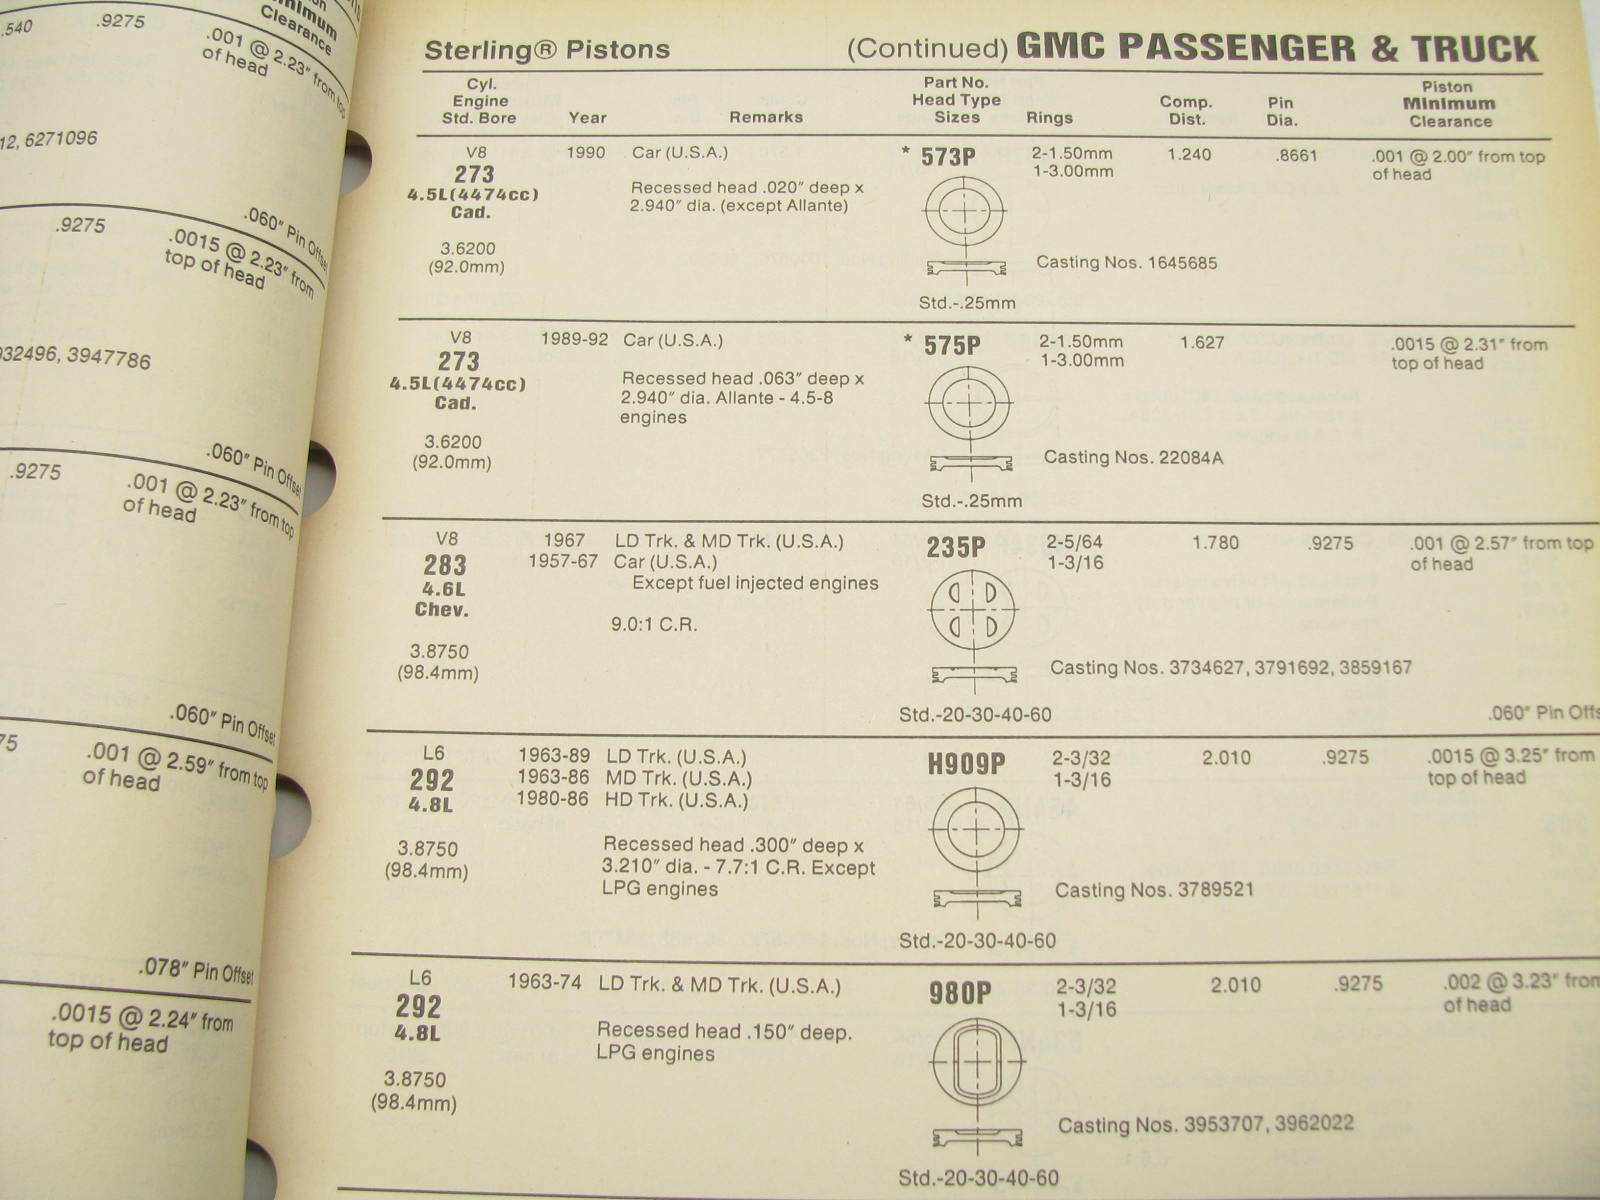 .540 .9275
Clearance
.001 @ 2.23" from top
of head
12, 6271096
.060" Pin Offset
.9275 .0015 @ 2.23" from
top of head
932496, 3947786
.060" Pin Offset
.9275 .001 @ 2.23" from top
of head
.060" Pin Offset
75 .001 @ 2.59" from top
of head
.078" Pin Offset
.0015 @ 2.24" from
top of head
Sterling® Pistons (Continued) GMC PASSENGER & TRUCK
Cyl. Part No. Piston
Engine Head Type Comp. Pin Minimum
Std. Bore Year Remarks Sizes Rings Dist. Dia. Clearance
V8 1990 Car (U.S.A.) * 573P 2-1.50mm 1.240 .8661 .001 @ 2.00" from top
273 1-3.00mm of head
4.5L(4474cc) Recessed head .020" deep x
Cad. 2.940" dia. (except Allante)
3.6200
(92.0mm) Casting Nos. 1645685
Std.-.25mm
V8 1989-92 Car (U.S.A.) * 575P 2-1.50mm 1.627 .0015 @ 2.31" from
273 1-3.00mm top of head
4.5L(4474cc) Recessed head .063" deep x
Cad. 2.940" dia. Allante - 4.5-8
engines
3.6200
(92.0mm) Casting Nos. 22084A
Std.-.25mm
V8 1967 LD Trk. & MD Trk. (U.S.A.) 235P 2-5/64 1.780 .9275 .001 @ 2.57" from top
283 1957-67 Car (U.S.A.) 1-3/16 of head
4.6L Except fuel injected engines
Chev.
9.0:1 C.R.
3.8750
(98.4mm) Casting Nos. 3734627, 3791692, 3859167
Std.-20-30-40-60 .060" Pin Offs
L6 1963-89 LD Trk. (U.S.A.) H909P 2-3/32 2.010 .9275 .0015 @ 3.25" from
292 1963-86 MD Trk. (U.S.A.) 1-3/16 top of head
4.8L 1980-86 HD Trk. (U.S.A.)
3.8750 Recessed head .300" deep x
(98.4mm) 3.210" dia. - 7.7:1 C.R. Except
LPG engines Casting Nos. 3789521
Std.-20-30-40-60
L6 1963-74 LD Trk. & MD Trk. (U.S.A.) 980P 2-3/32 2.010 .9275 .002 @ 3.23" from
292 1-3/16 of head
4.8L Recessed head .150" deep.
LPG engines
3.8750
(98.4mm) Casting Nos. 3953707, 3962022
Std.-20-30-40-60